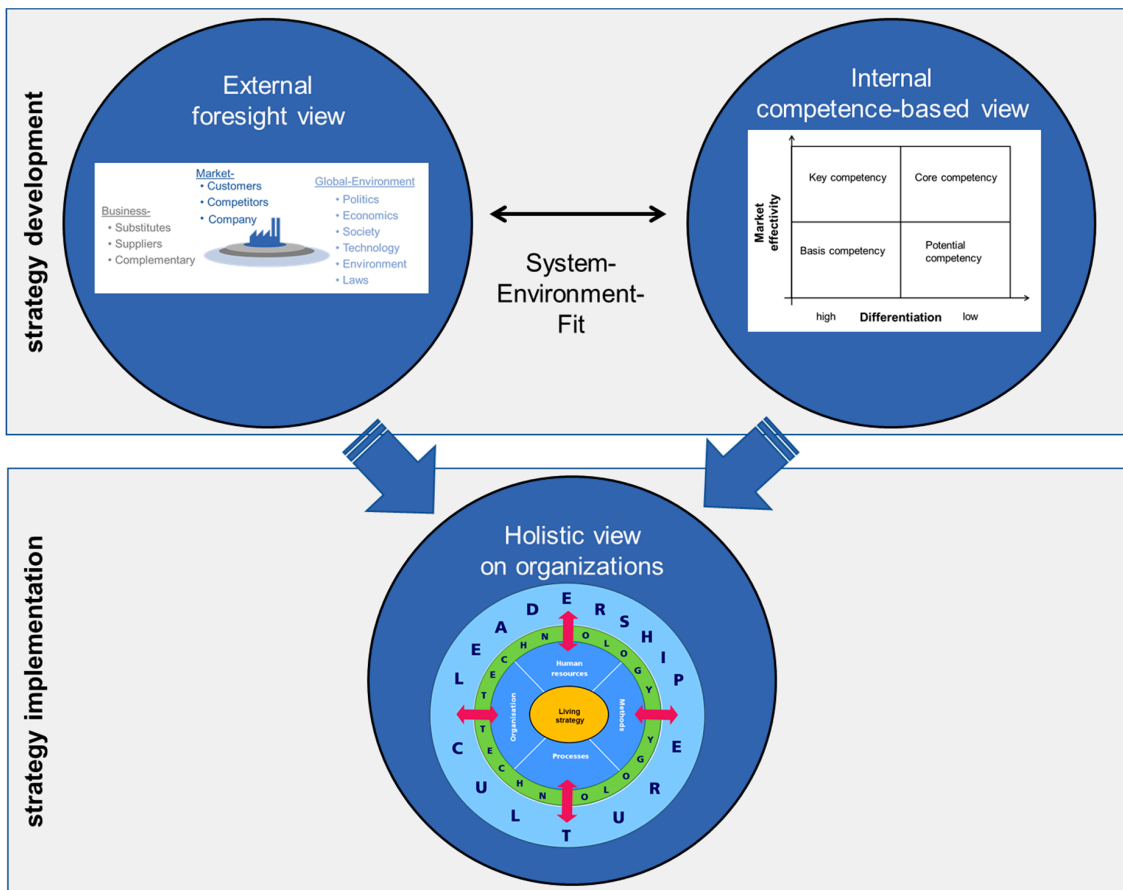 strategy development
External
foresight view
Market-
• Customers
• Competitors
• Company
Business-
• Substitutes
• Suppliers
• Complementary
Global-Environment
• Politics
• Economics
• Society
• Technology
• Environment
• Laws
System-
Environment-
Fit
Internal
competence-based view
Market
effectivity
Key competency
Core competency
Basis competency
Potential
competency
high
Differentiation
low
strategy implementation
Holistic view
on organizations
LEADERSHIP
TECHNOLOGY
Human
resources
Organisation
Living
strategy
Methods
Processes
TECHNOLOGY
CULTURE